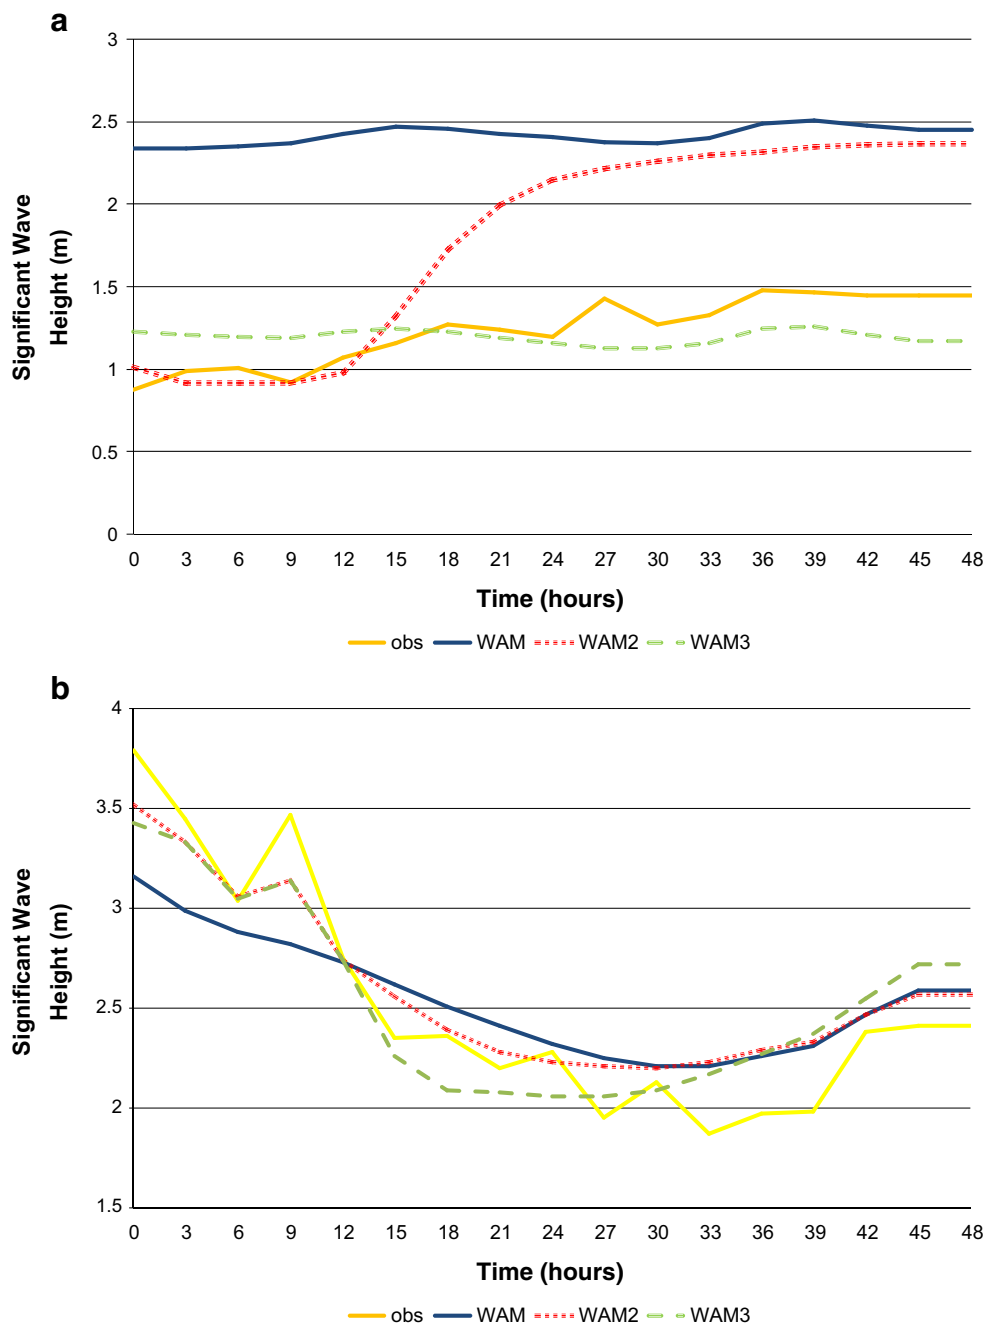 a
3
2.5
2
1.5
1
0.5
0
Significant Wave
Height (m)
0 3 6 9 12 15 18 21 24 27 30 33 36 39 42 45 48
Time (hours)
obs WAM WAM2 WAM3
b
4
3.5
3
2.5
2
1.5
Significant Wave
Height (m)
0 3 6 9 12 15 18 21 24 27 30 33 36 39 42 45 48
Time (hours)
obs WAM WAM2 WAM3